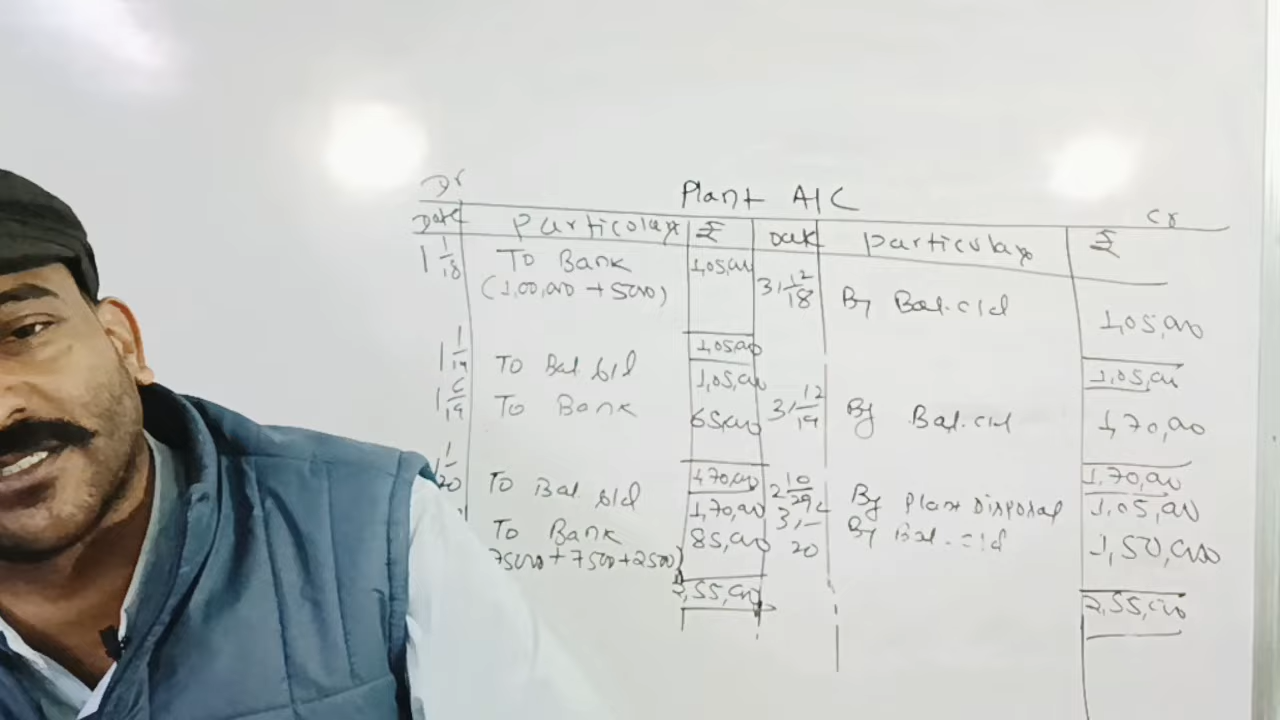 Dr
Plant A/C
Cr
Date Particulars ₹ Date Particulars ₹
1 1/18 To Bank 1,05,000
(1,00,000 + 5000) 31 12/18 By Bal. c/d 1,05,000
1,05,000 1,05,000
1 1/19 To Bal b/d 1,05,000
1 6/19 To Bank 65,000 31 12/19 By Bal. c/d 1,70,000
1,70,000 1,70,000
1/20 To Bal b/d 1,70,000 2 10/20 By Plant Disposal 1,05,000
To Bank 85,000 31 20 By Bal. c/d 1,50,000
75000 + 7500 + 2500)
2,55,000 2,55,000